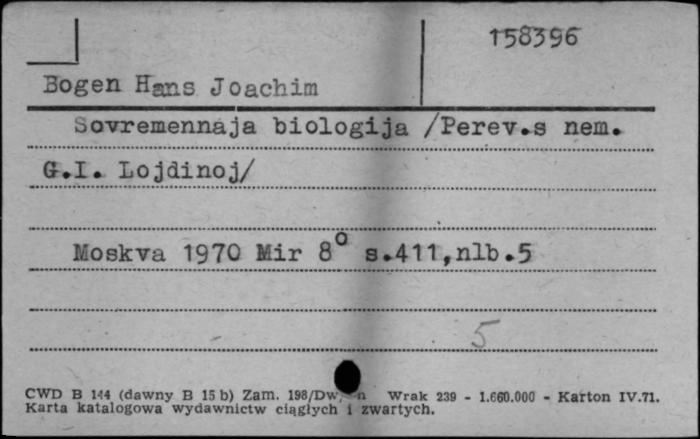 158396
Bogen Hans Joachim
Sovremennaja biologija /Perev.s nem.
G.I. Lojdinoj/
Moskva 1970 Mir 8° s.411,nlb.5
5
CWD B 144 (dawny B 15 b) Zam. 198/Dw, n Wrak 239 - 1.660.000 - Karton IV.71.
Karta katalogowa wydawnictw ciągłych i zwartych.